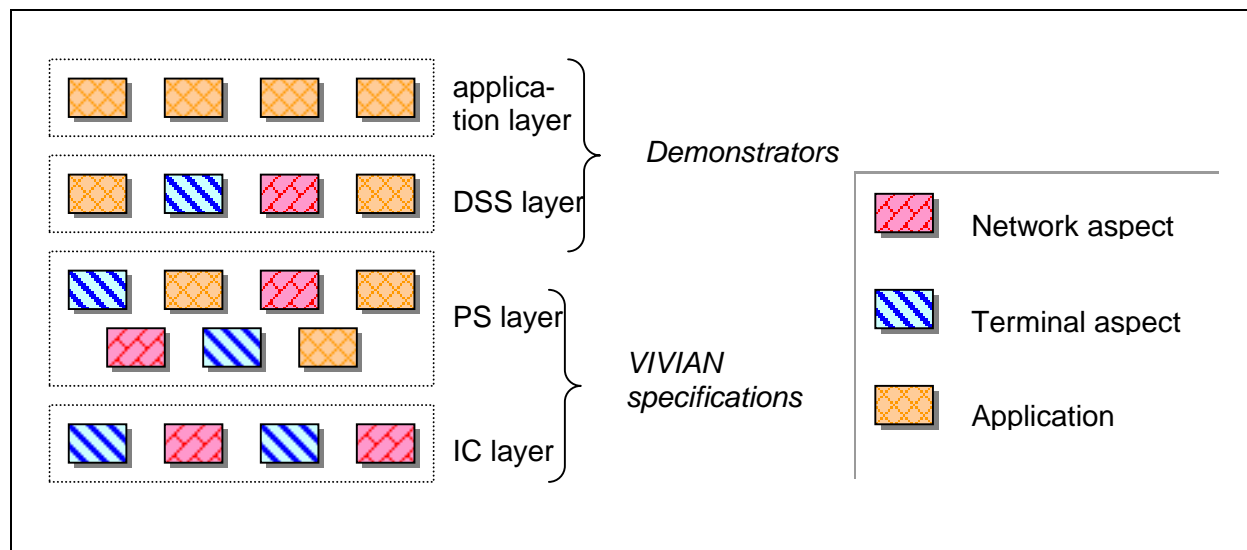 applica-
tion layer
Demonstrators
DSS layer
Network aspect
PS layer
Terminal aspect
VIVIAN
specifications
Application
IC layer